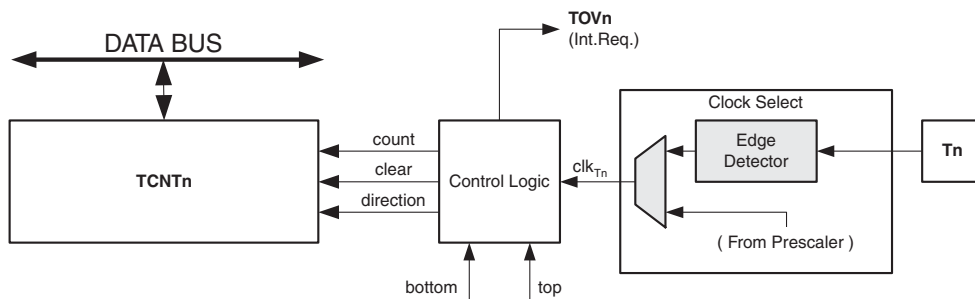 TOVn
(Int.Req.)
DATA BUS
Clock Select
count
Edge
Detector
Tn
TCNTn
clear
Control Logic
clkTn
direction
( From Prescaler )
bottom
top